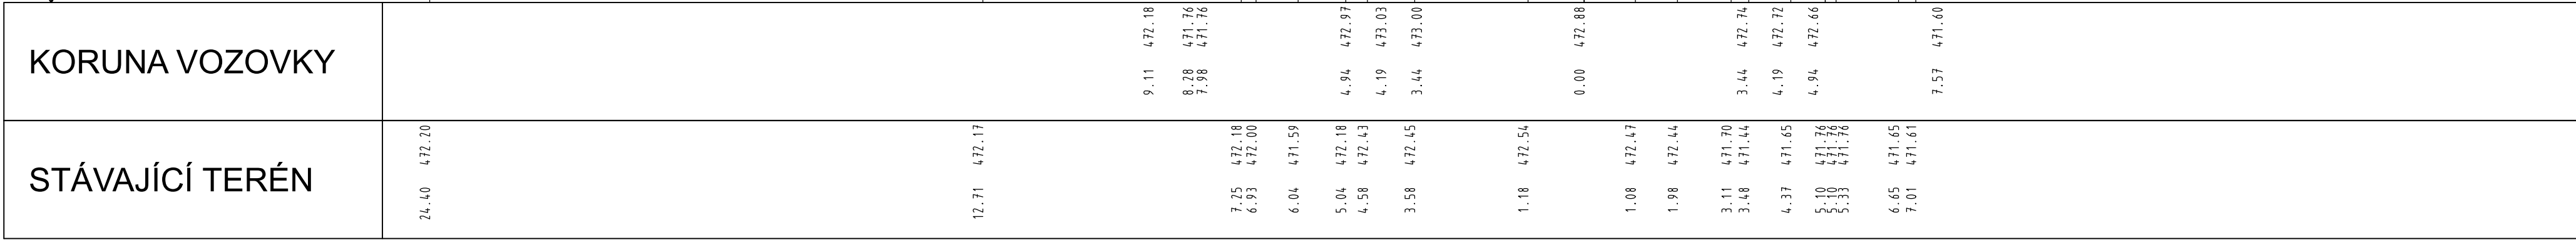 KORUNA VOZOVKY
472.18 471.76 471.76 472.97 473.03 473.00 472.88 472.74 472.72 472.66 471.60
9.11 8.28 7.98 4.94 4.19 3.44 0.00 3.44 4.19 4.94 7.57
STÁVAJÍCÍ TERÉN
472.20 472.17 472.18 472.00 471.59 472.18 472.43 472.45 472.54 472.47 472.44 471.70 471.44 471.65 471.76 471.76 471.76 471.65 471.61
24.40 12.71 7.25 6.93 6.04 5.04 4.58 3.58 1.18 1.08 1.98 3.11 3.48 4.37 5.10 5.10 5.33 6.65 7.01